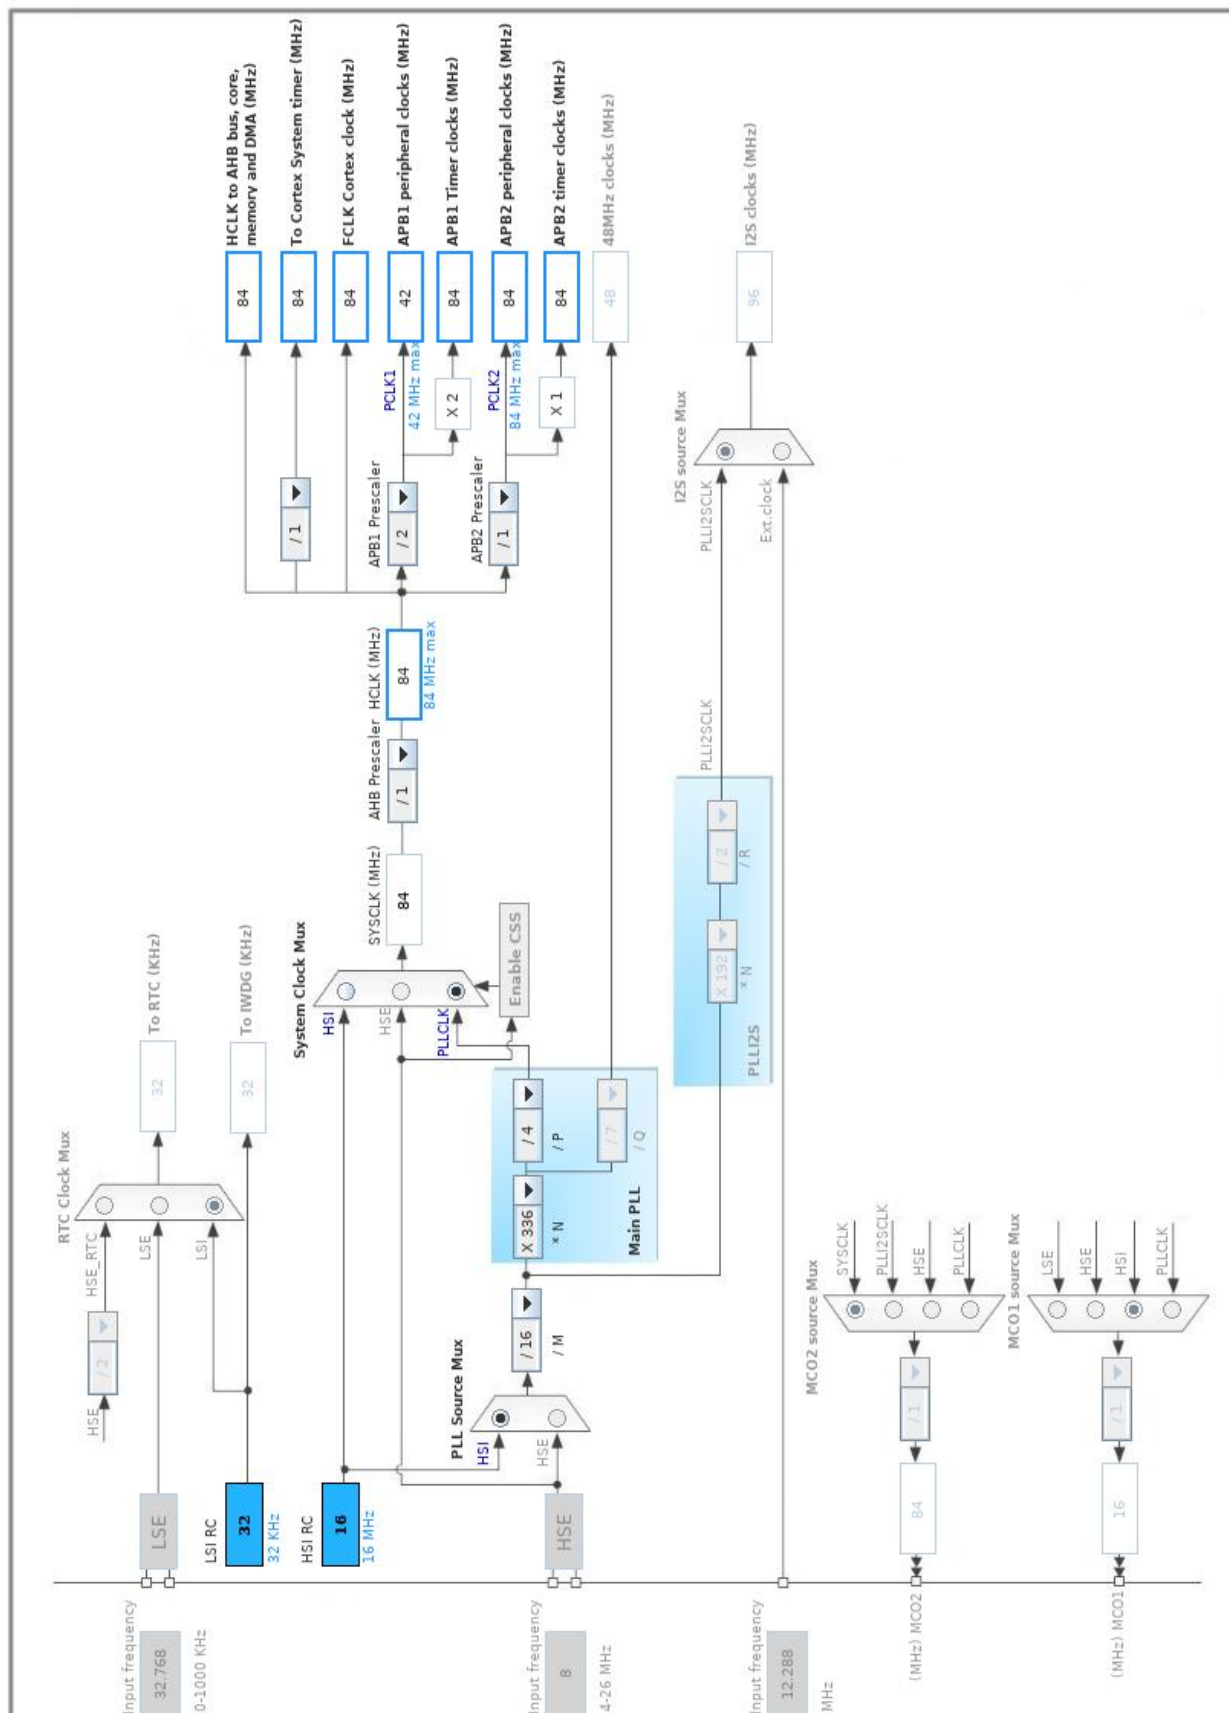 Input frequency
32.768
0-1000 KHz
LSE
HSE
/ 2
HSE_RTC
LSE
LSI
RTC Clock Mux
32
To RTC (KHz)
LSI RC
32
32 KHz
32
To IWDG (KHz)
HSI RC
16
16 MHz
System Clock Mux
HSI
HSE
PLLCLK
Enable CSS
SYSCLK (MHz)
84
AHB Prescaler
/ 1
HCLK (MHz)
84
84 MHz max
84
HCLK to AHB bus, core,
memory and DMA (MHz)
/ 1
84
To Cortex System timer (MHz)
84
FCLK Cortex clock (MHz)
APB1 Prescaler
/ 2
PCLK1
42 MHz max
42
APB1 peripheral clocks (MHz)
X 2
84
APB1 Timer clocks (MHz)
APB2 Prescaler
/ 1
PCLK2
84 MHz max
84
APB2 peripheral clocks (MHz)
X 1
84
APB2 timer clocks (MHz)
48
48MHz clocks (MHz)
Input frequency
8
4-26 MHz
HSE
PLL Source Mux
HSI
HSE
/ 16
/ M
X 336
* N
/ 4
/ P
/ 7
/ Q
Main PLL
X 192
* N
/ 2
/ R
PLLI2S
PLLI2SCLK
PLLI2SCLK
I2S source Mux
Ext.clock
96
I2S clocks (MHz)
Input frequency
12.288
MHz
MCO2 source Mux
SYSCLK
PLLI2SCLK
HSE
PLLCLK
/ 1
84
(MHz) MCO2
MCO1 source Mux
LSE
HSE
HSI
PLLCLK
/ 1
16
(MHz) MCO1